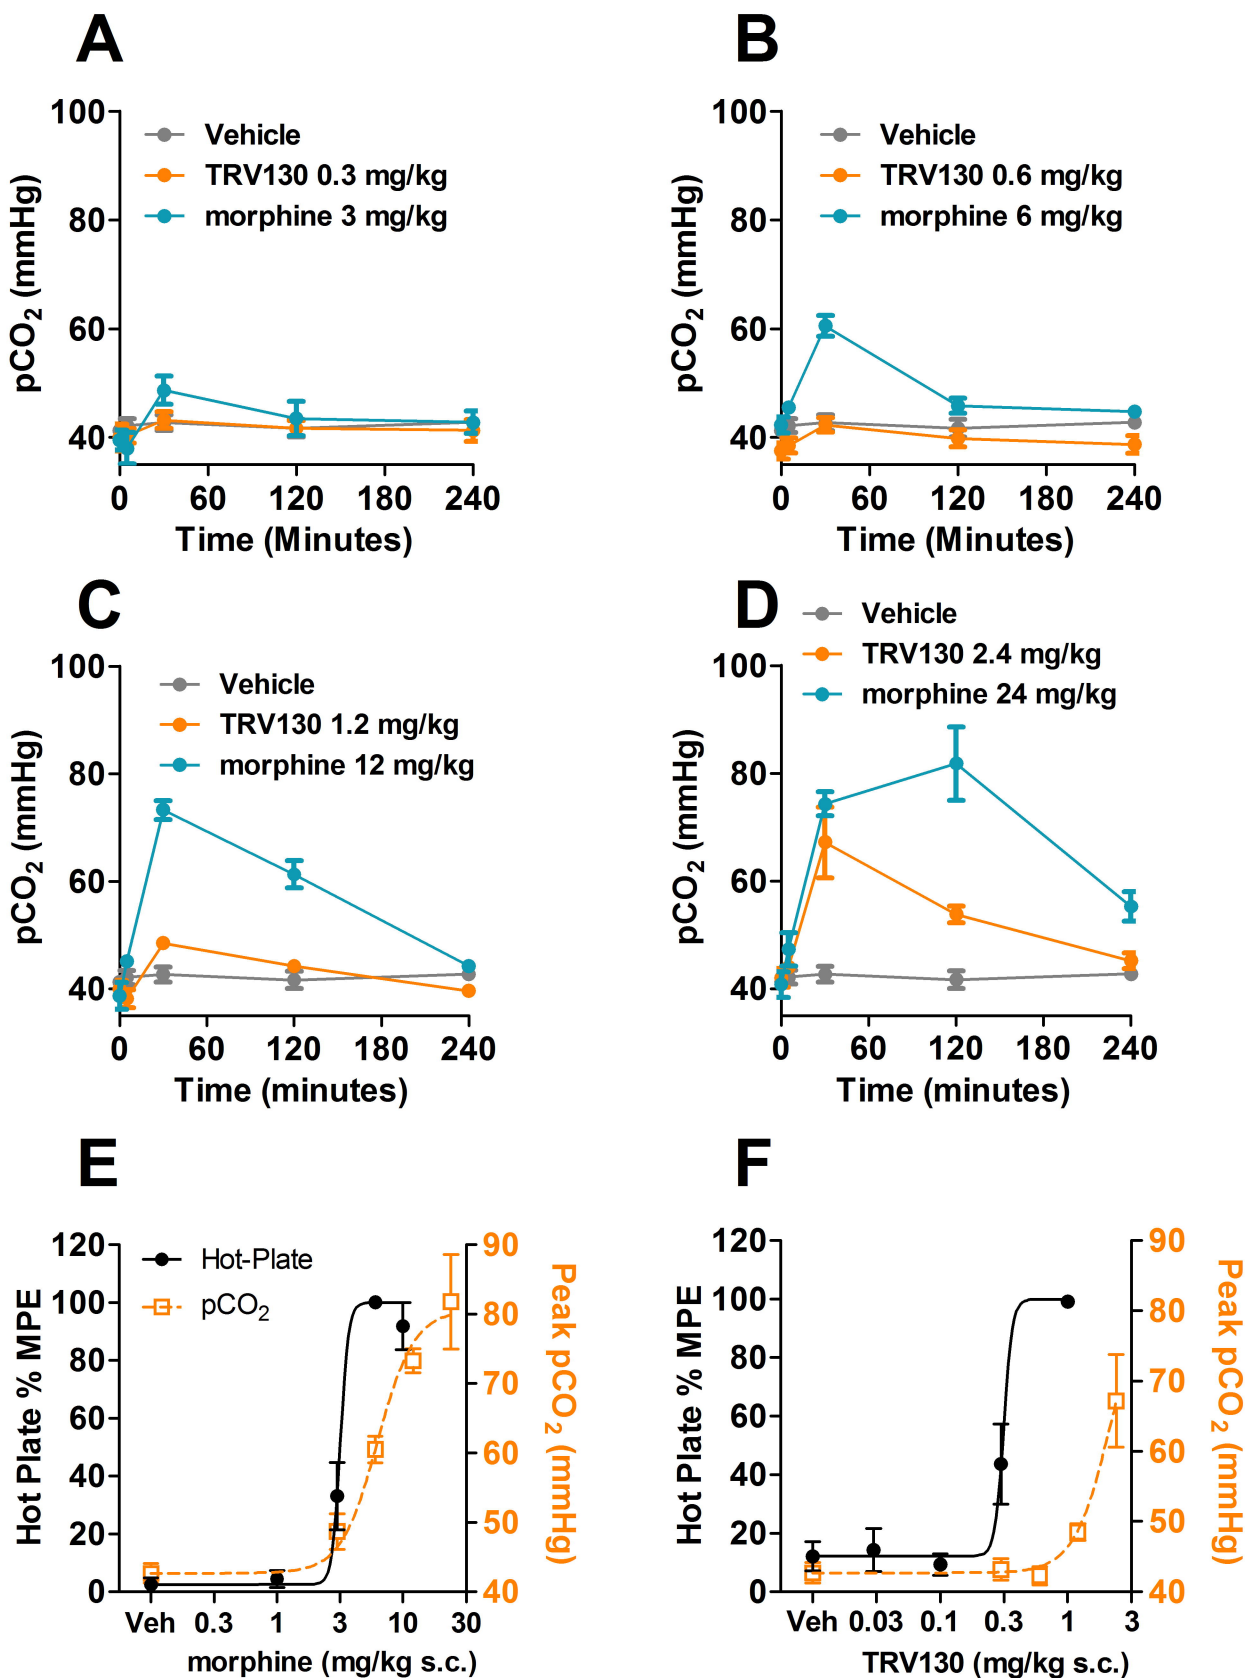 A
100
80
60
40
pCO2 (mmHg)
Vehicle
TRV130 0.3 mg/kg
morphine 3 mg/kg
0 60 120 180 240
Time (Minutes)
B
100
80
60
40
pCO2 (mmHg)
Vehicle
TRV130 0.6 mg/kg
morphine 6 mg/kg
0 60 120 180 240
Time (Minutes)
C
100
80
60
40
pCO2 (mmHg)
Vehicle
TRV130 1.2 mg/kg
morphine 12 mg/kg
0 60 120 180 240
Time (minutes)
D
Vehicle
TRV130 2.4 mg/kg
morphine 24 mg/kg
100
80
60
40
pCO2 (mmHg)
0 60 120 180 240
Time (minutes)
E
120
100
80
60
40
20
0
Hot Plate % MPE
Hot-Plate
pCO2
90
80
70
60
50
40
Peak pCO2 (mmHg)
Veh 0.3 1 3 10 30
morphine (mg/kg s.c.)
F
120
100
80
60
40
20
0
Hot Plate % MPE
90
80
70
60
50
40
Peak pCO2 (mmHg)
Veh 0.03 0.1 0.3 1 3
TRV130 (mg/kg s.c.)